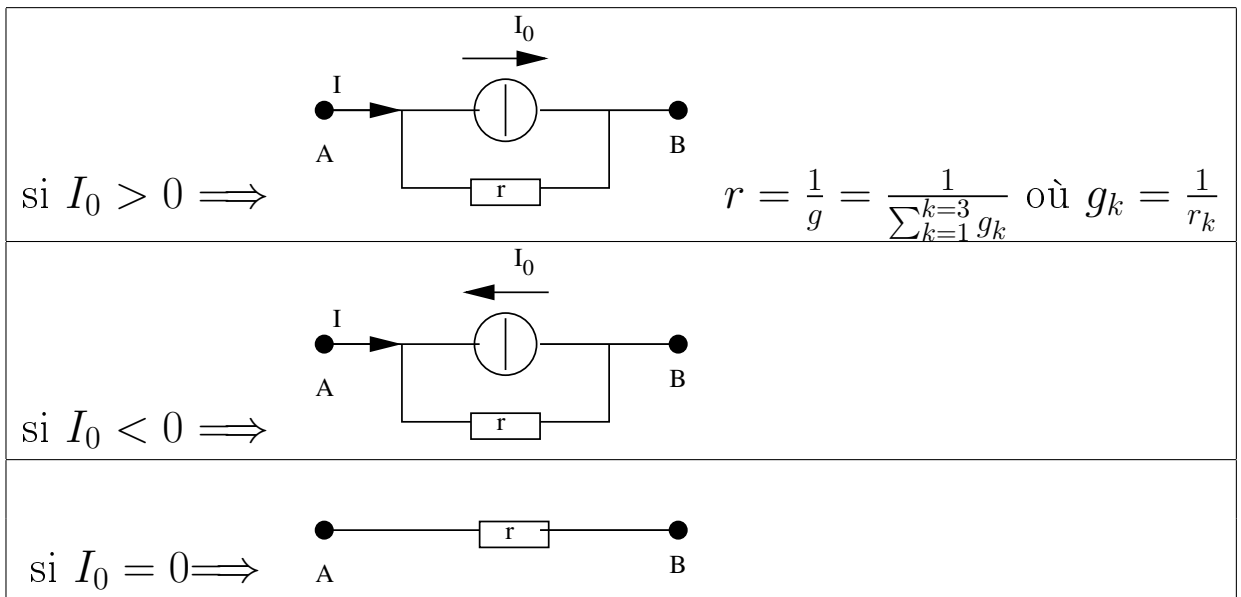 I₀
I
A
B
r
si I₀ > 0 ⟹
r = 1/g = 1/∑_{k=1}^{k=3} g_k où g_k = 1/r_k
I₀
I
A
B
r
si I₀ < 0 ⟹
r
A
B
si I₀ = 0⟹